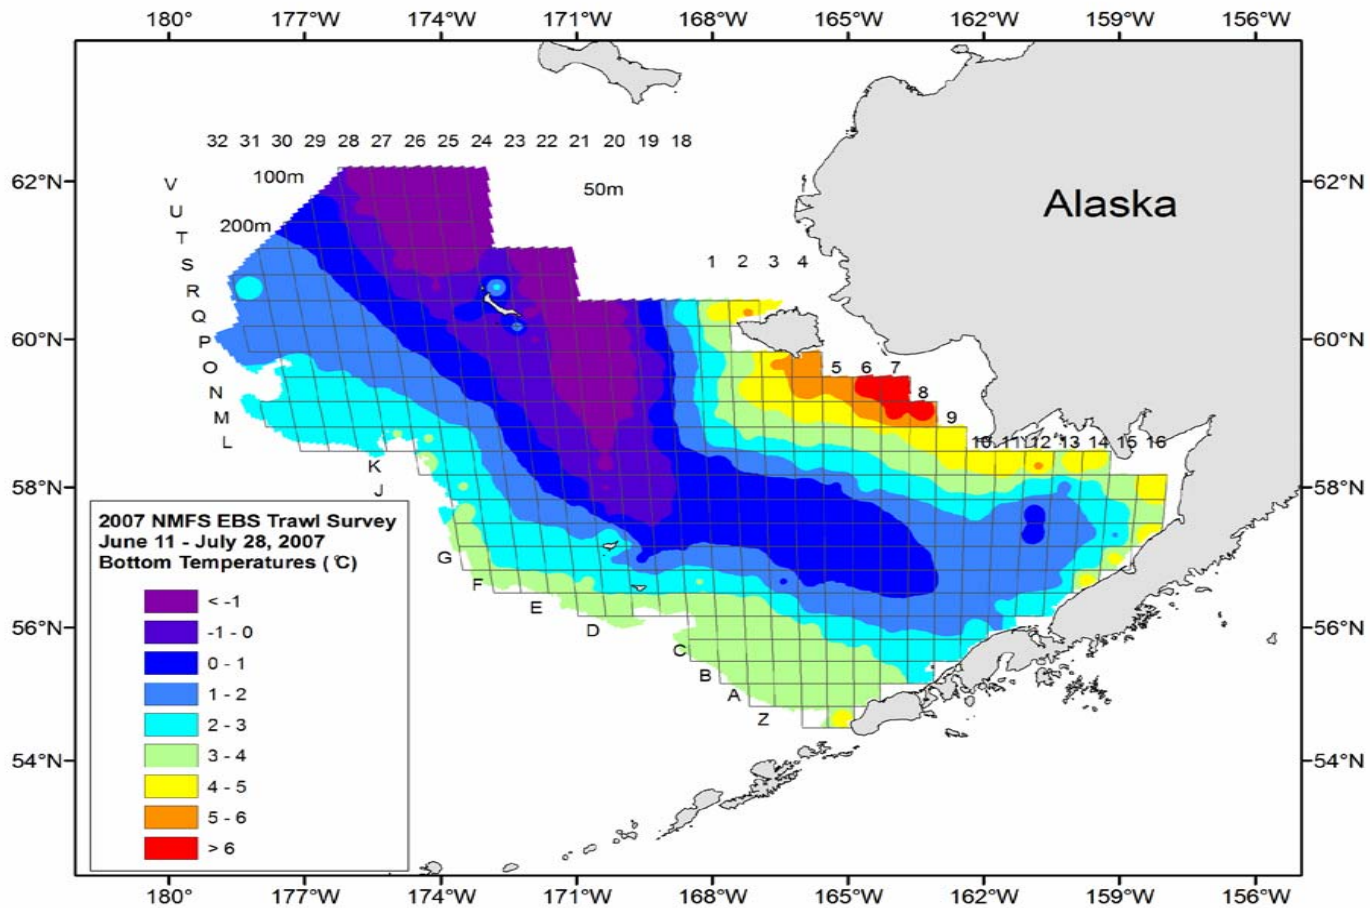 180° 177°W 174°W 171°W 168°W 165°W 162°W 159°W 156°W
32 31 30 29 28 27 26 25 24 23 22 21 20 19 18
62°N 62°N
V
100m
50m
Alaska
U
200m
T
S
1 2 3 4
R
Q
60°N 60°N
P
O
5 6 7
N
8
M
9
L
10 11 12 13 14 15 16
K
J
58°N 58°N
2007 NMFS EBS Trawl Survey
June 11 - July 28, 2007
Bottom Temperatures (°C)
G
F
E
D
C
B
A
Z
< -1
-1 - 0
0 - 1
1 - 2
2 - 3
3 - 4
4 - 5
5 - 6
> 6
56°N 56°N
54°N 54°N
180° 177°W 174°W 171°W 168°W 165°W 162°W 159°W 156°W